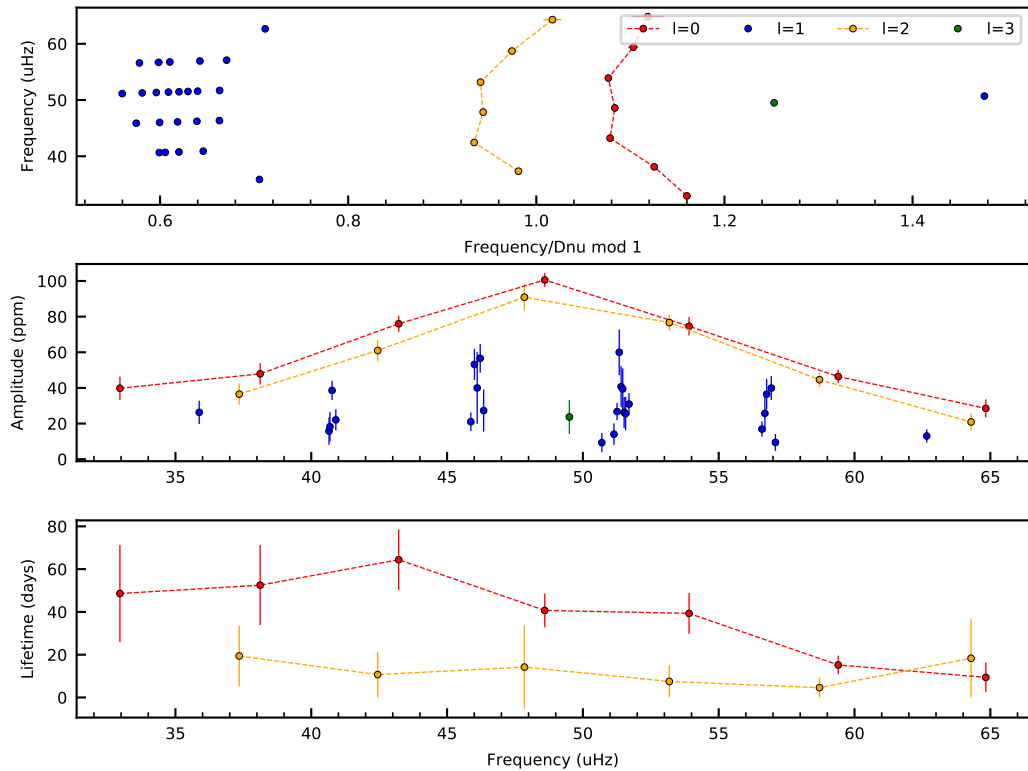 l=0 l=1 l=2 l=3
Frequency (uHz)
60
50
40
0.6 0.8 1.0 1.2 1.4
Frequency/Dnu mod 1
Amplitude (ppm)
100
80
60
40
20
0
35 40 45 50 55 60 65
Lifetime (days)
80
60
40
20
0
35 40 45 50 55 60 65
Frequency (uHz)